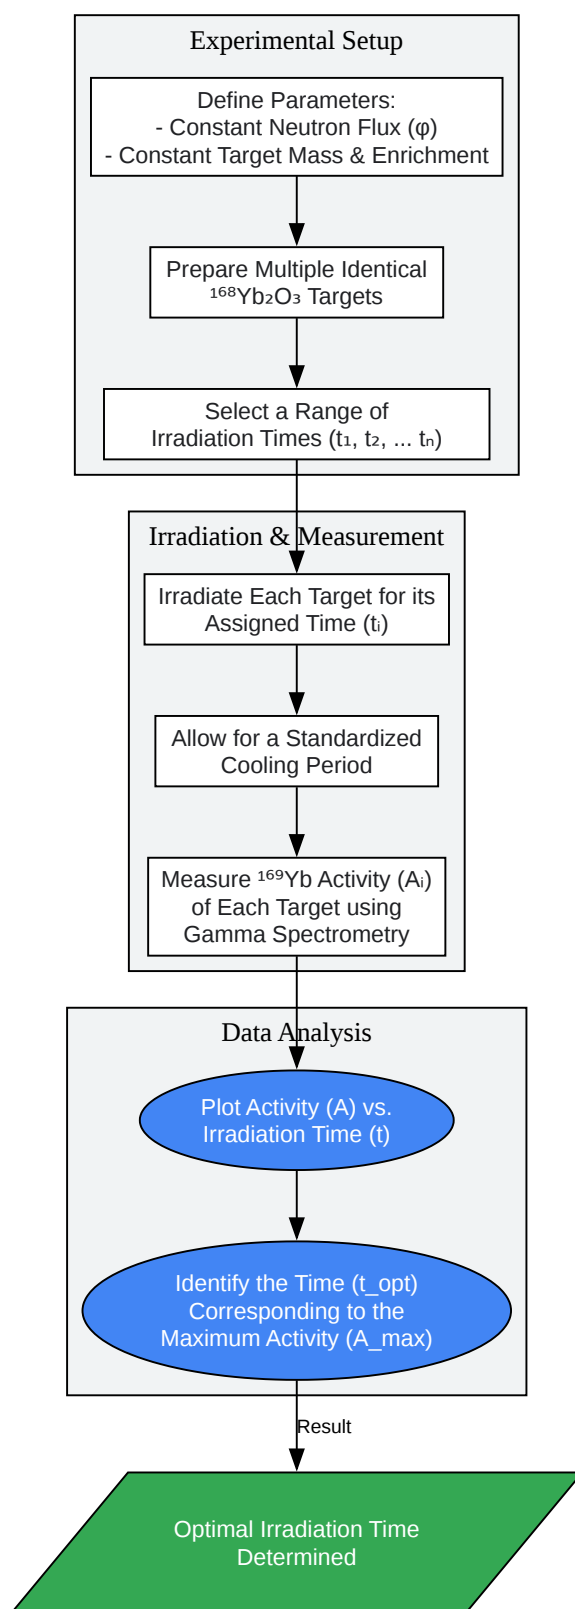 Experimental Setup
Define Parameters:
- Constant Neutron Flux (φ)
- Constant Target Mass & Enrichment
Prepare Multiple Identical
¹⁶⁸Yb₂O₃ Targets
Select a Range of
Irradiation Times (t₁, t₂, ... tₙ)
Irradiation & Measurement
Irradiate Each Target for its
Assigned Time (tᵢ)
Allow for a Standardized
Cooling Period
Measure ¹⁶⁹Yb Activity (Aᵢ)
of Each Target using
Gamma Spectrometry
Data Analysis
Plot Activity (A) vs.
Irradiation Time (t)
Identify the Time (t_opt)
Corresponding to the
Maximum Activity (A_max)
Result
Optimal Irradiation Time
Determined